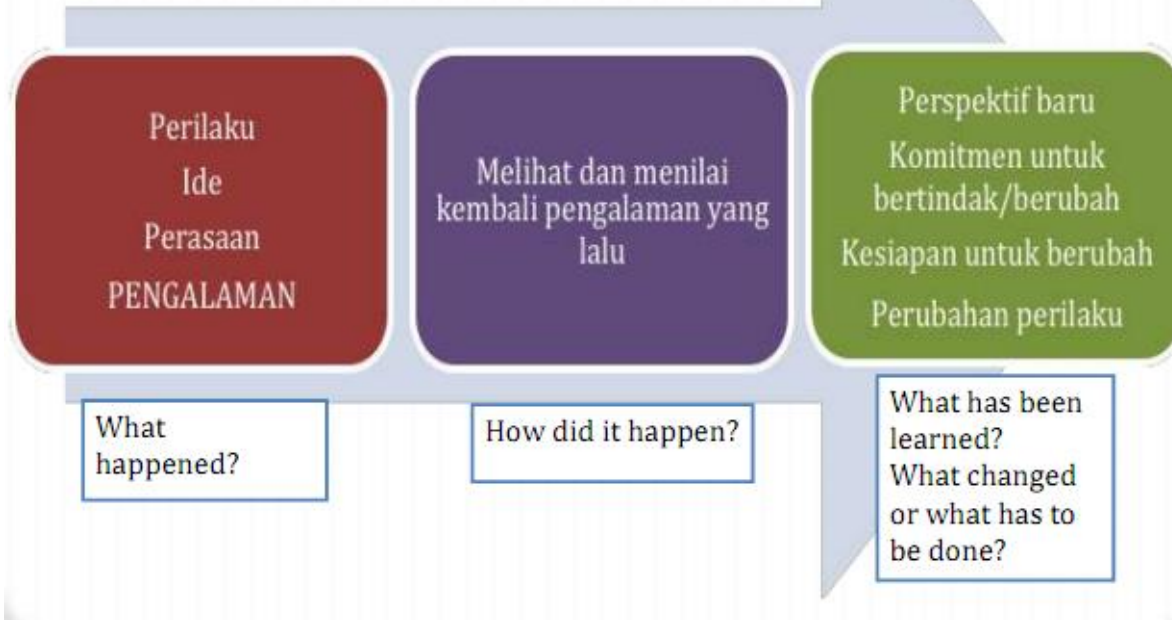 Perilaku
Ide
Perasaan
PENGALAMAN
Melihat dan menilai
kembali pengalaman yang
lalu
Perspektif baru
Komitmen untuk
bertindak/berubah
Kesiapan untuk berubah
Perubahan perilaku
What
happened?
How did it happen?
What has been
learned?
What changed
or what has to
be done?